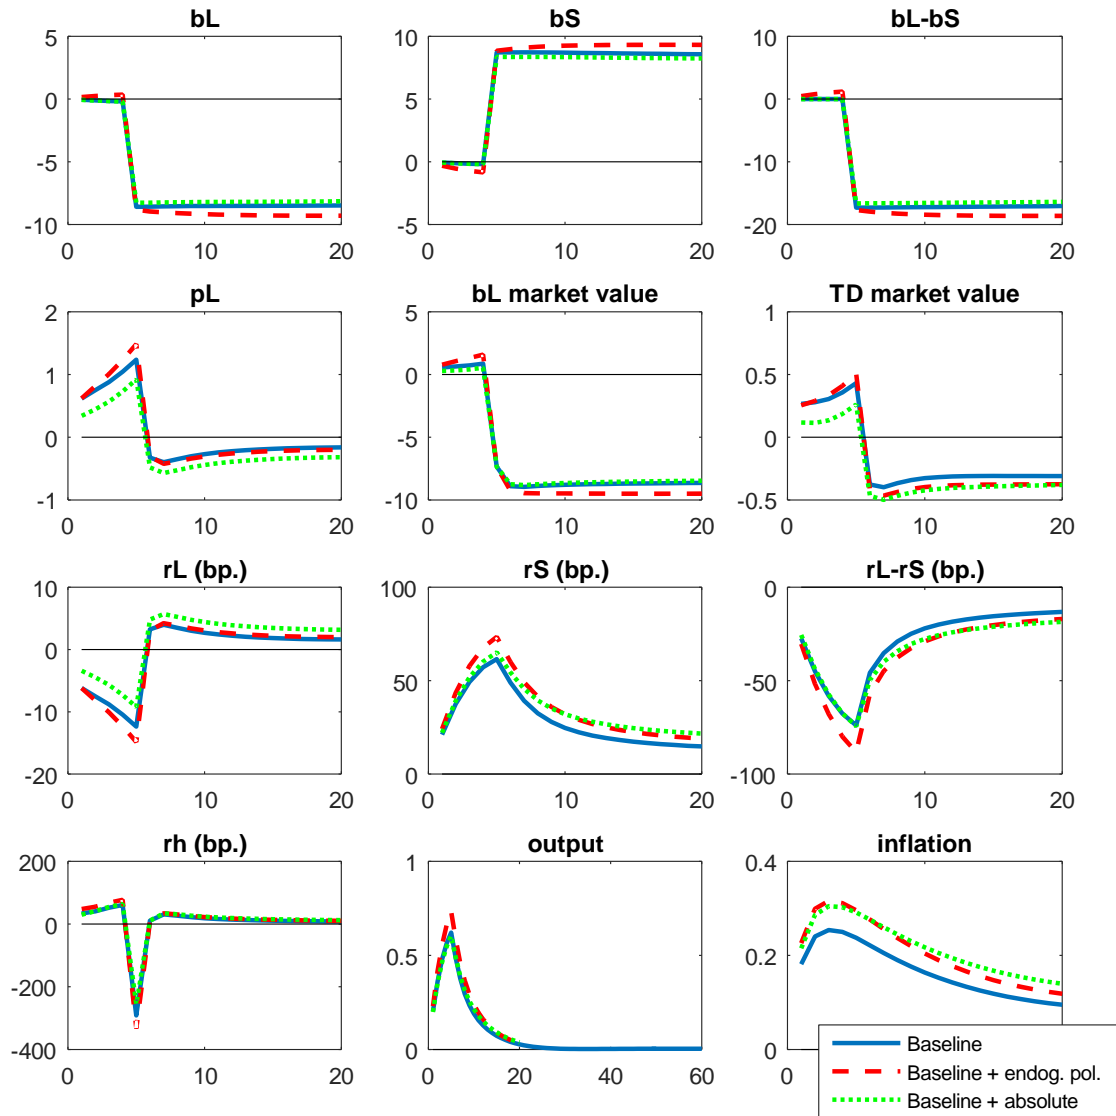 bL bS bL-bS
5 10 10
0 5 0
-5 0 -10
-10 -5 -20
0 10 20 0 10 20 0 10 20
pL bL market value TD market value
2 5 1
1 0 0.5
0 -5 0
-1 -10 -0.5
0 10 20 0 10 20 0 10 20
rL (bp.) rS (bp.) rL-rS (bp.)
10 100 0
0 50 -50
-10
-20 0 -100
0 10 20 0 10 20 0 10 20
rh (bp.) output inflation
200 1 0.4
0 0.5 0.2
-200
-400 0 0
0 10 20 0 20 40 60 0
Baseline
Baseline + endog. pol.
Baseline + absolute